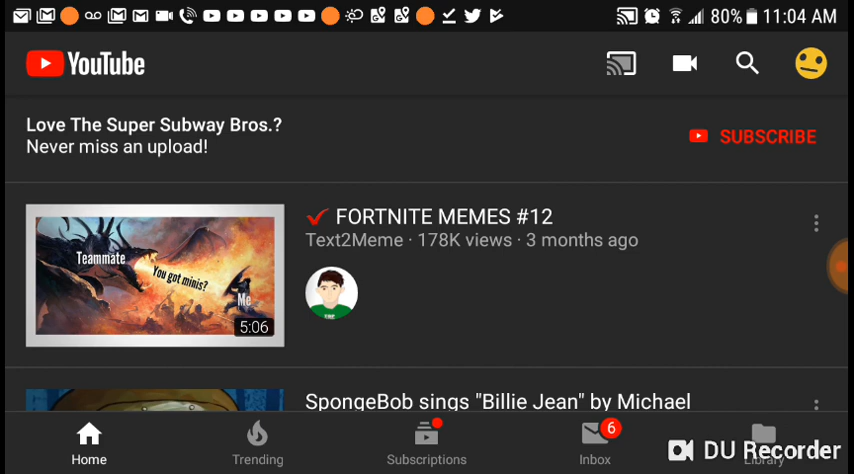 80% 11:04 AM
YouTube
Love The Super Subway Bros.?
Never miss an upload!
SUBSCRIBE
FORTNITE MEMES #12
Text2Meme · 178K views · 3 months ago
Teammate
You got minis?
Me
5:06
SpongeBob sings "Billie Jean" by Michael
Home
Trending
Subscriptions
6
Inbox
Library
DU Recorder